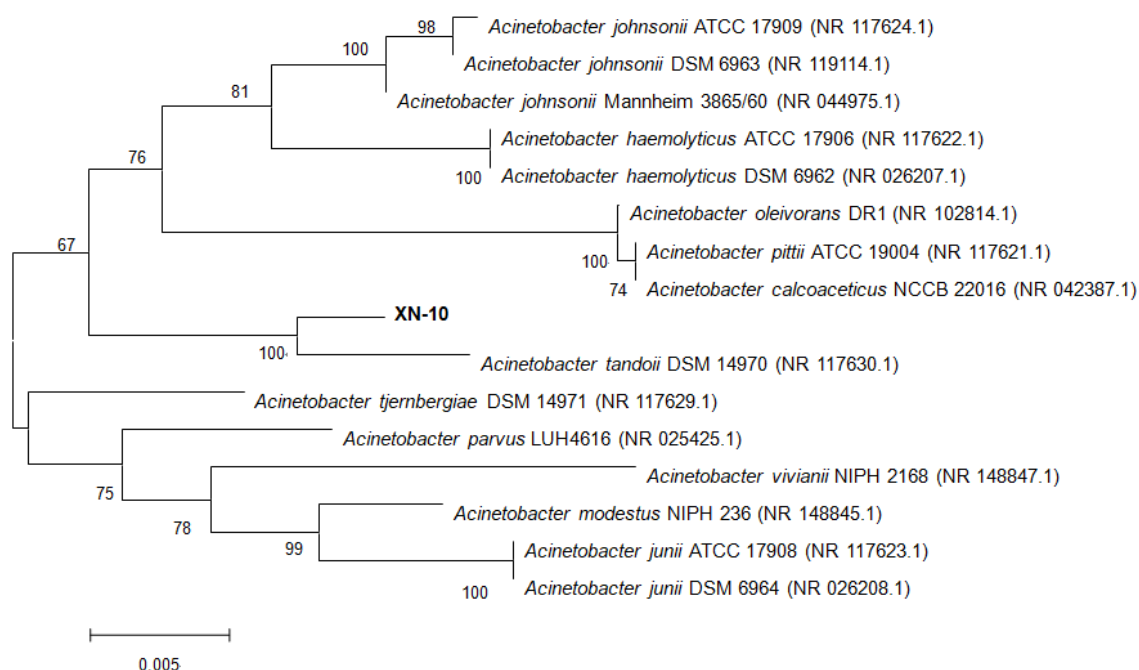 98 Acinetobacter johnsonii ATCC 17909 (NR 117624.1)
100 Acinetobacter johnsonii DSM 6963 (NR 119114.1)
81 Acinetobacter johnsonii Mannheim 3865/60 (NR 044975.1)
Acinetobacter haemolyticus ATCC 17906 (NR 117622.1)
76
100 Acinetobacter haemolyticus DSM 6962 (NR 026207.1)
Acinetobacter oleivorans DR1 (NR 102814.1)
67 Acinetobacter pittii ATCC 19004 (NR 117621.1)
100
74 Acinetobacter calcoaceticus NCCB 22016 (NR 042387.1)
XN-10
100 Acinetobacter tandoii DSM 14970 (NR 117630.1)
Acinetobacter tjernbergiae DSM 14971 (NR 117629.1)
Acinetobacter parvus LUH4616 (NR 025425.1)
Acinetobacter vivianii NIPH 2168 (NR 148847.1)
75
Acinetobacter modestus NIPH 236 (NR 148845.1)
78
99 Acinetobacter junii ATCC 17908 (NR 117623.1)
100 Acinetobacter junii DSM 6964 (NR 026208.1)
0.005